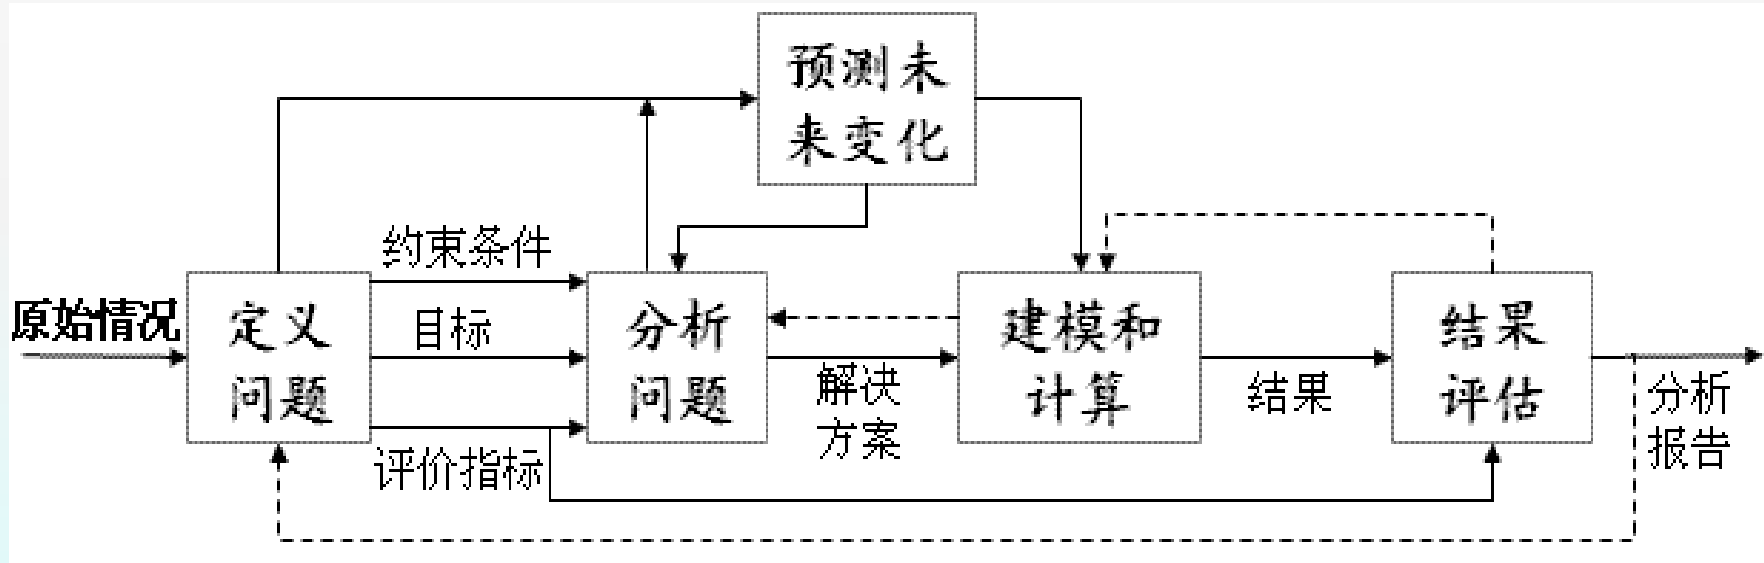 预测未
来变化
约束条件
原始情况
定义
问题
目标
评价指标
分析
问题
解决
方案
建模和
计算
结果
结果
评估
分析
报告